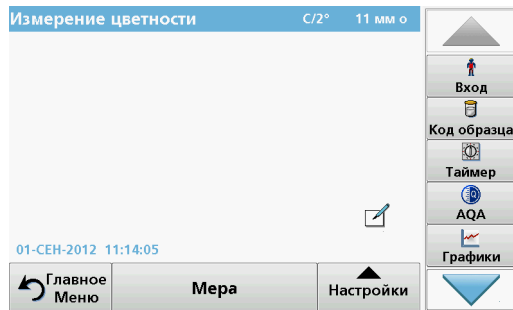 Измерение цветности C/2° 11 мм о
Вход
Код образца
Таймер
AQA
Графики
01-СЕН-2012 11:14:05
Главное
Меню
Мера
Настройки